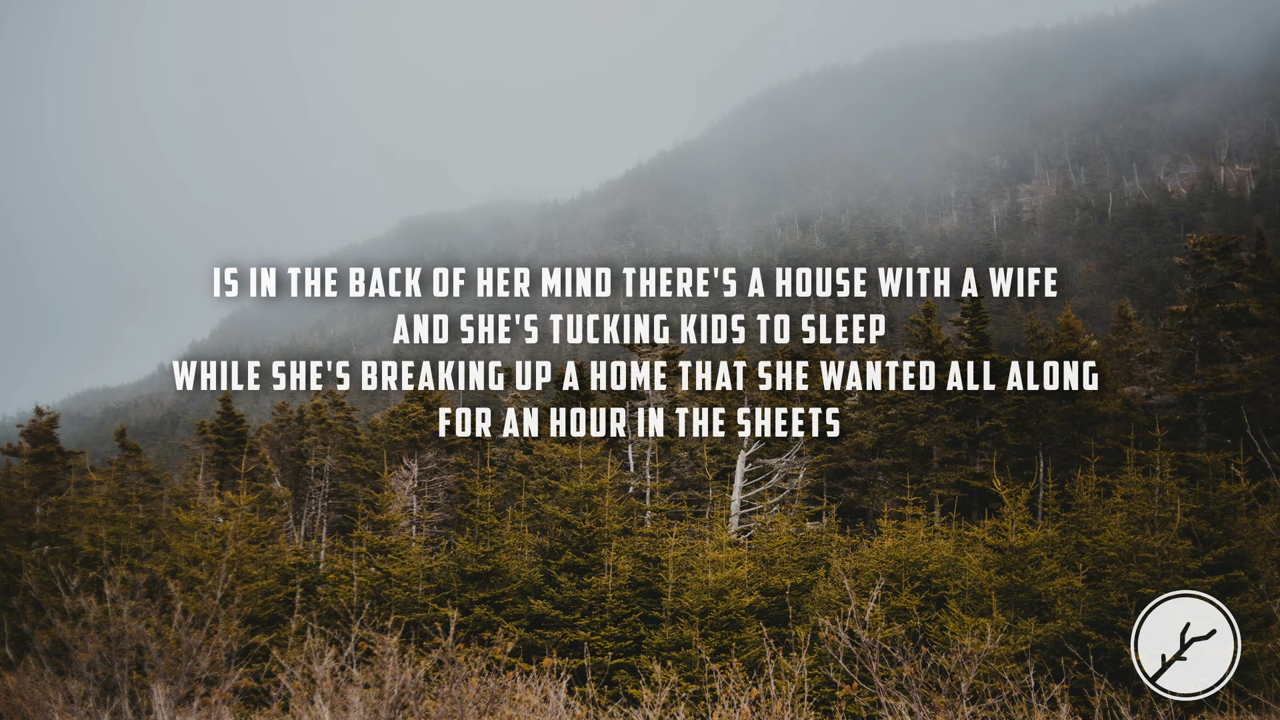 IS IN THE BACK OF HER MIND THERE'S A HOUSE WITH A WIFE
AND SHE'S TUCKING KIDS TO SLEEP
WHILE SHE'S BREAKING UP A HOME THAT SHE WANTED ALL ALONG
FOR AN HOUR IN THE SHEETS